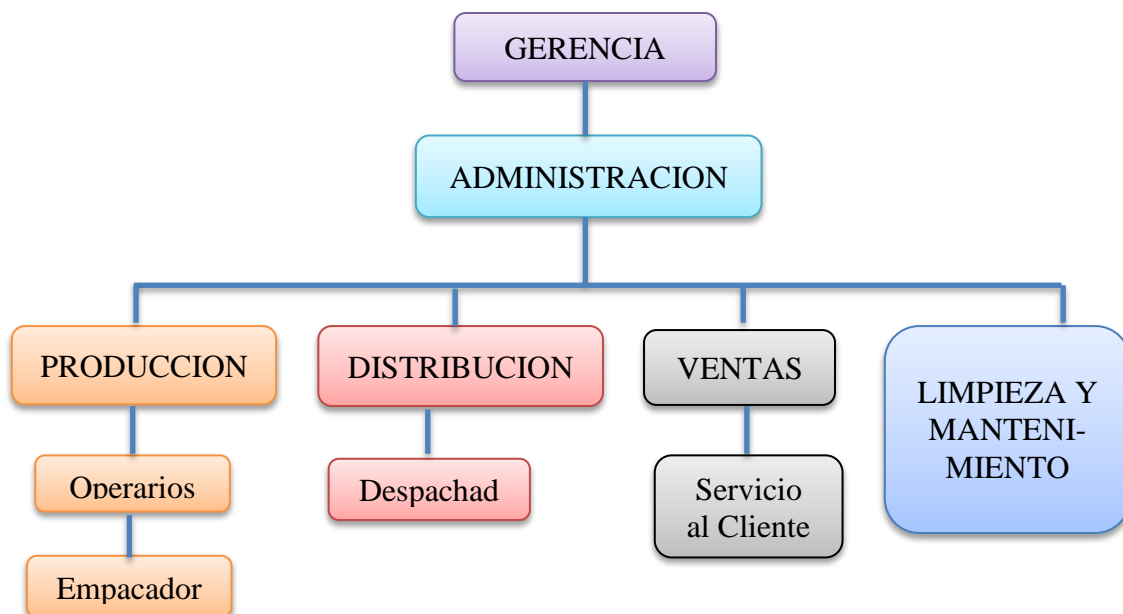 GERENCIA
ADMINISTRACION
PRODUCCION
DISTRIBUCION
VENTAS
LIMPIEZA Y
MANTENI-
MIENTO
Operarios
Despachad
Servicio
al Cliente
Empacador